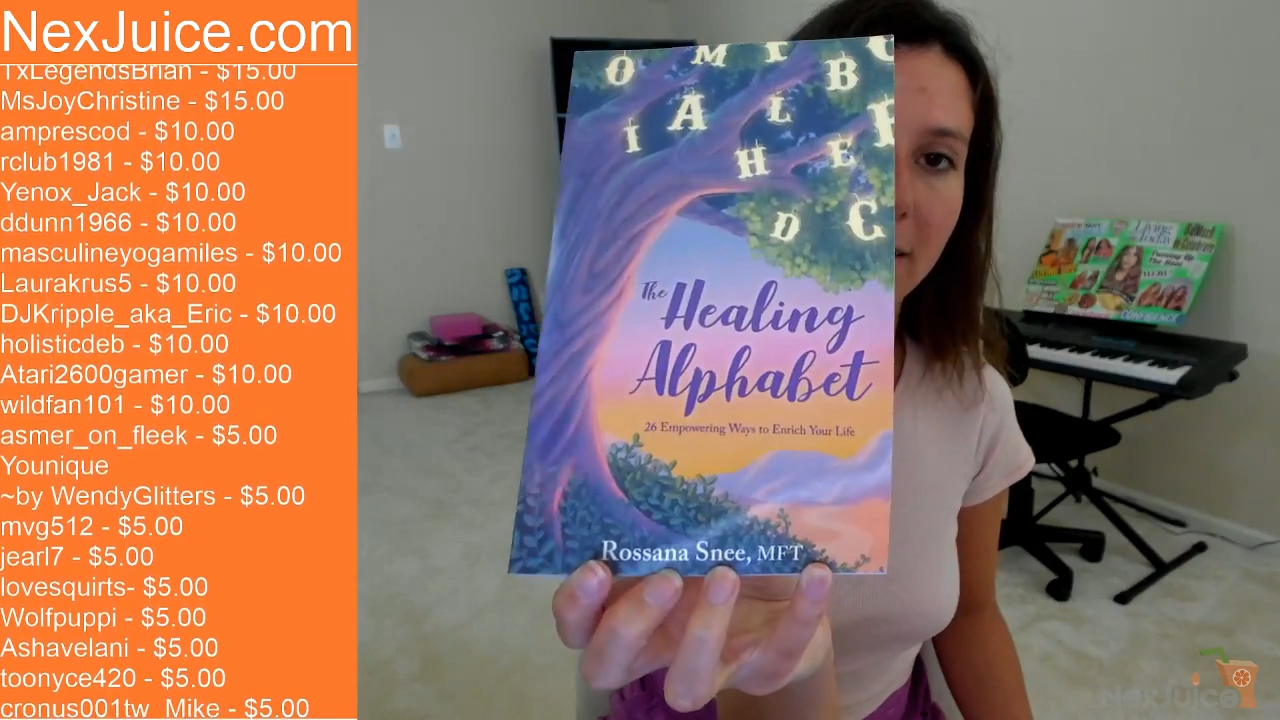 NexJuice.com
TxLegendsBrian - $15.00
MsJoyChristine - $15.00
amprescod - $10.00
rclub1981 - $10.00
Yenox_Jack - $10.00
ddunn1966 - $10.00
masculineyogamiles - $10.00
Laurakrus5 - $10.00
DJKripple_aka_Eric - $10.00
holisticdeb - $10.00
Atari2600gamer - $10.00
wildfan101 - $10.00
asmer_on_fleek - $5.00
Younique
~by WendyGlitters - $5.00
mvg512 - $5.00
jearl7 - $5.00
lovesquirts- $5.00
Wolfpuppi - $5.00
Ashavelani - $5.00
toonyce420 - $5.00
cronus001tw_Mike - $5.00
O M B
I A L E
H D C
The
Healing
Alphabet
26 Empowering Ways to Enrich Your Life
Rossana Snee, MFT
LIVING
TODAY
NexJuice